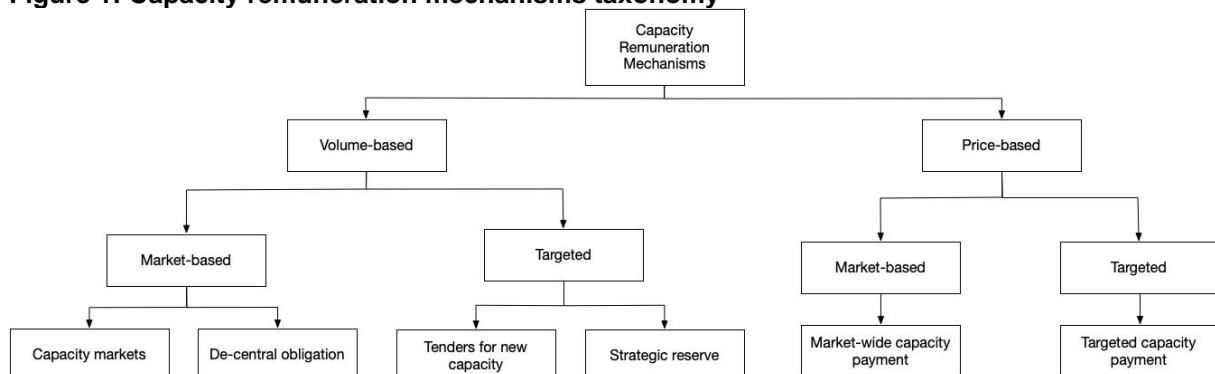 Figure 1: Capacity remuneration mechanisms taxonomy
Capacity
Remuneration
Mechanisms
Volume-based
Price-based
Market-based
Targeted
Market-based
Targeted
Capacity markets
De-central obligation
Tenders for new
capacity
Strategic reserve
Market-wide capacity
payment
Targeted capacity
payment